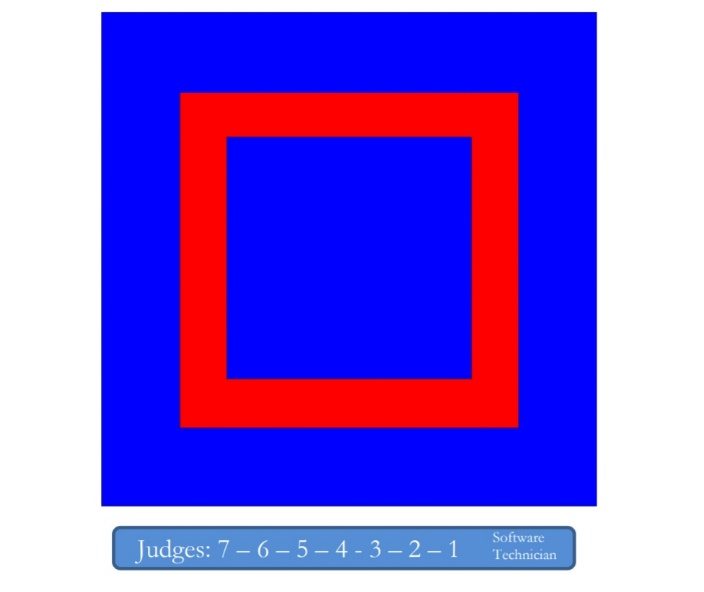 Judges: 7 – 6 – 5 – 4 - 3 – 2 – 1
Software
Technician